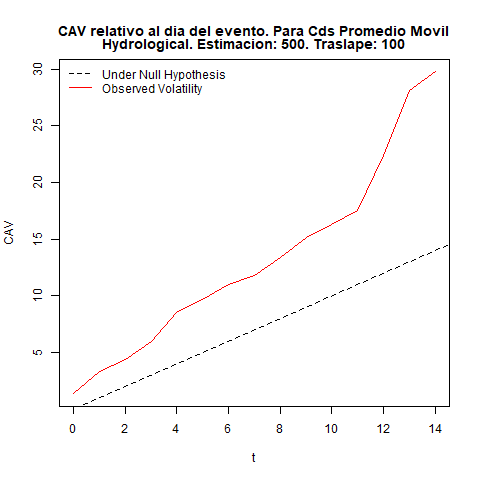 CAV relativo al dia del evento. Para Cds Promedio Movil
Hydrological. Estimacion: 500. Traslape: 100
Under Null Hypothesis
Observed Volatility
30
25
20
15
10
5
CAV
0 2 4 6 8 10 12 14
t